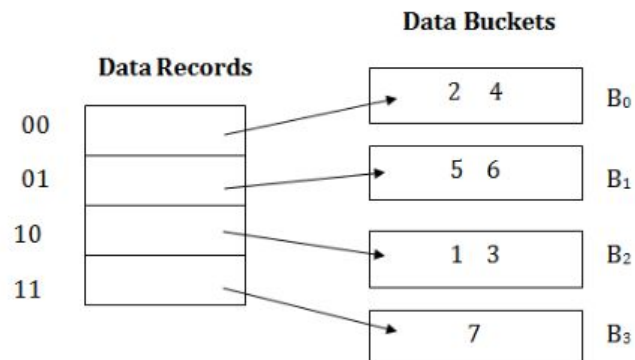 Data Buckets
Data Records
00
2 4
B₀
01
5 6
B₁
10
1 3
B₂
11
7
B₃